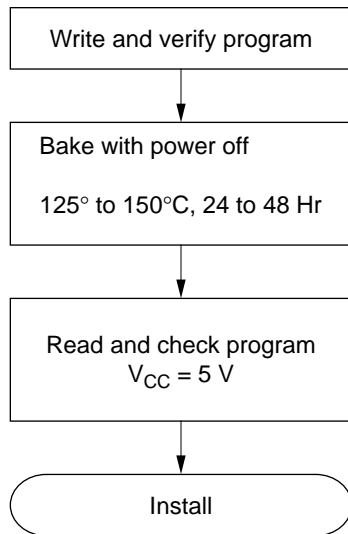 Write and verify program
Bake with power off
125° to 150°C, 24 to 48 Hr
Read and check program
VCC = 5 V
Install